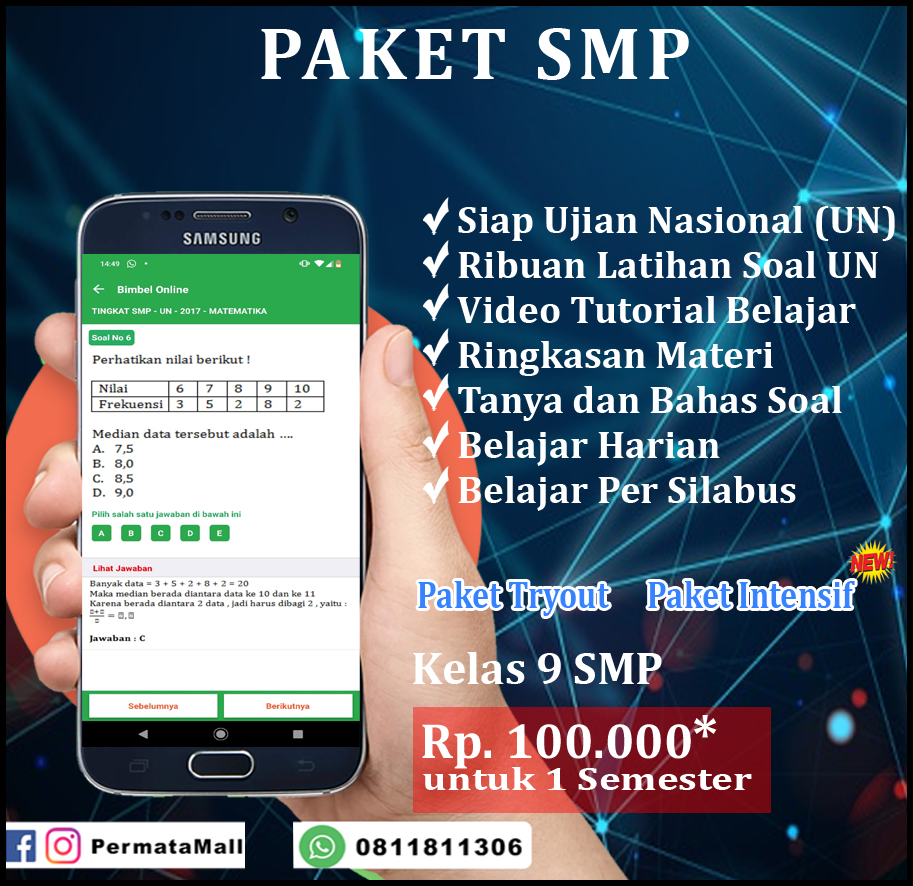 PAKET SMP
✓ Siap Ujian Nasional (UN)
✓ Ribuan Latihan Soal UN
✓ Video Tutorial Belajar
✓ Ringkasan Materi
✓ Tanya dan Bahas Soal
✓ Belajar Harian
✓ Belajar Per Silabus
SAMSUNG
14:49
← Bimbel Online
TINGKAT SMP - UN - 2017 - MATEMATIKA
Soal No 6
Perhatikan nilai berikut !
Nilai 6 7 8 9 10
Frekuensi 3 5 2 8 2
Median data tersebut adalah ....
A. 7,5
B. 8,0
C. 8,5
D. 9,0
Pilih salah satu jawaban di bawah ini
A B C D E
Lihat Jawaban
Banyak data = 3 + 5 + 2 + 8 + 2 = 20
Maka median berada diantara data ke 10 dan ke 11
Karena berada diantara 2 data , jadi harus dibagi 2 , yaitu :
Jawaban : C
Sebelumnya Berikutnya
NEW!
Paket Tryout Paket Intensif
Kelas 9 SMP
Rp. 100.000*
untuk 1 Semester
PermataMall
0811811306